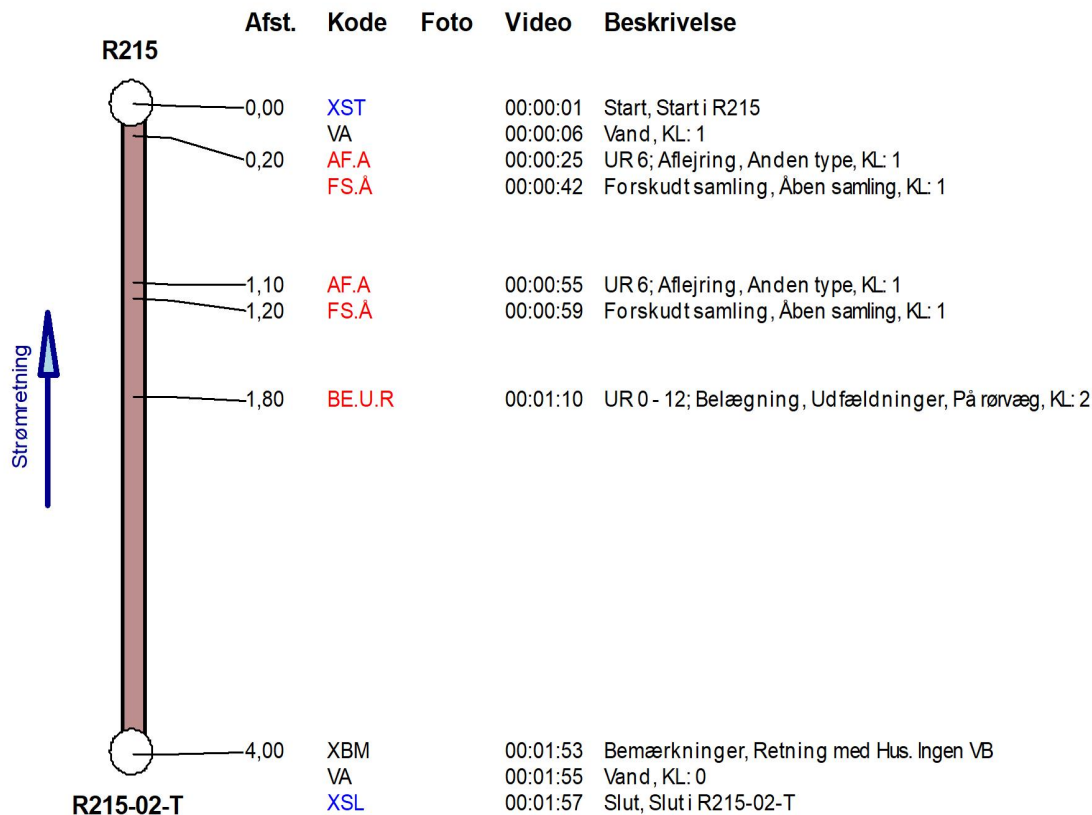 Afst. Kode Foto Video Beskrivelse
R215
0,00 XST 00:00:01 Start, Start i R215
VA 00:00:06 Vand, KL: 1
0,20 AF.A 00:00:25 UR 6; Aflejring, Anden type, KL: 1
FS.Å 00:00:42 Forskudt samling, Åben samling, KL: 1
1,10 AF.A 00:00:55 UR 6; Aflejring, Anden type, KL: 1
1,20 FS.Å 00:00:59 Forskudt samling, Åben samling, KL: 1
Strømretning
1,80 BE.U.R 00:01:10 UR 0 - 12; Belægning, Udfældninger, På rørvæg, KL: 2
4,00 XBM 00:01:53 Bemærkninger, Retning med Hus. Ingen VB
VA 00:01:55 Vand, KL: 0
R215-02-T
XSL 00:01:57 Slut, Slut i R215-02-T